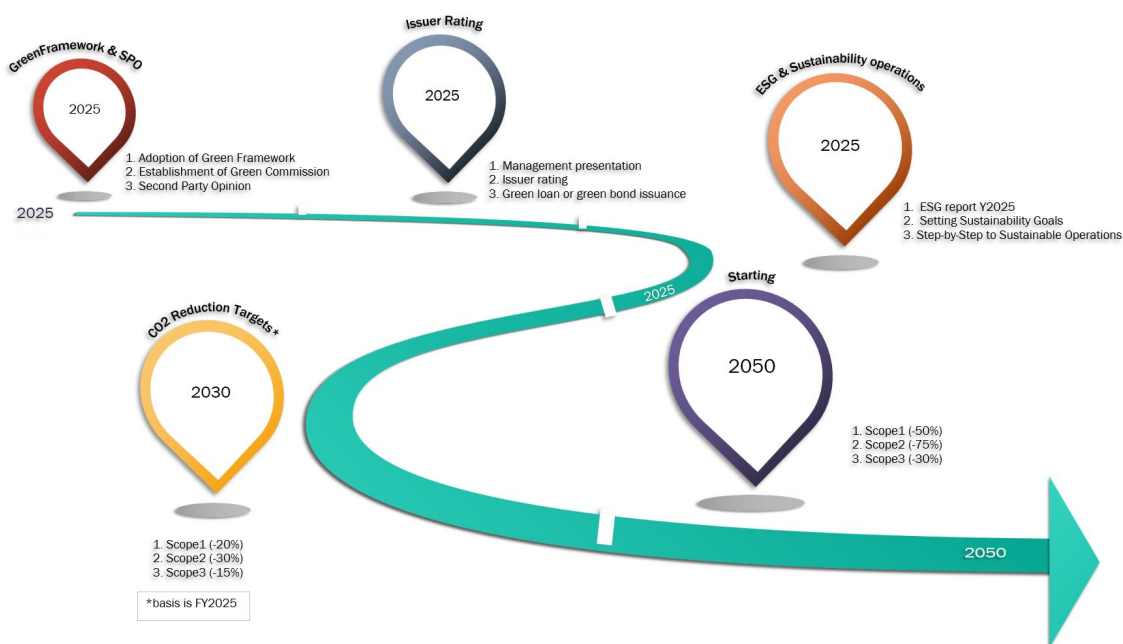 GreenFramework & SPO
2025
1. Adoption of Green Framework
2. Establishment of Green Commission
3. Second Party Opinion
Issuer Rating
2025
1. Management presentation
2. Issuer rating
3. Green loan or green bond issuance
ESG & Sustainability operations
2025
1. ESG report Y2025
2. Setting Sustainability Goals
3. Step-by-Step to Sustainable Operations
2025
2025
CO2 Reduction Targets*
2030
1. Scope1 (-20%)
2. Scope2 (-30%)
3. Scope3 (-15%)
*basis is FY2025
Starting
2050
1. Scope1 (-50%)
2. Scope2 (-75%)
3. Scope3 (-30%)
2050